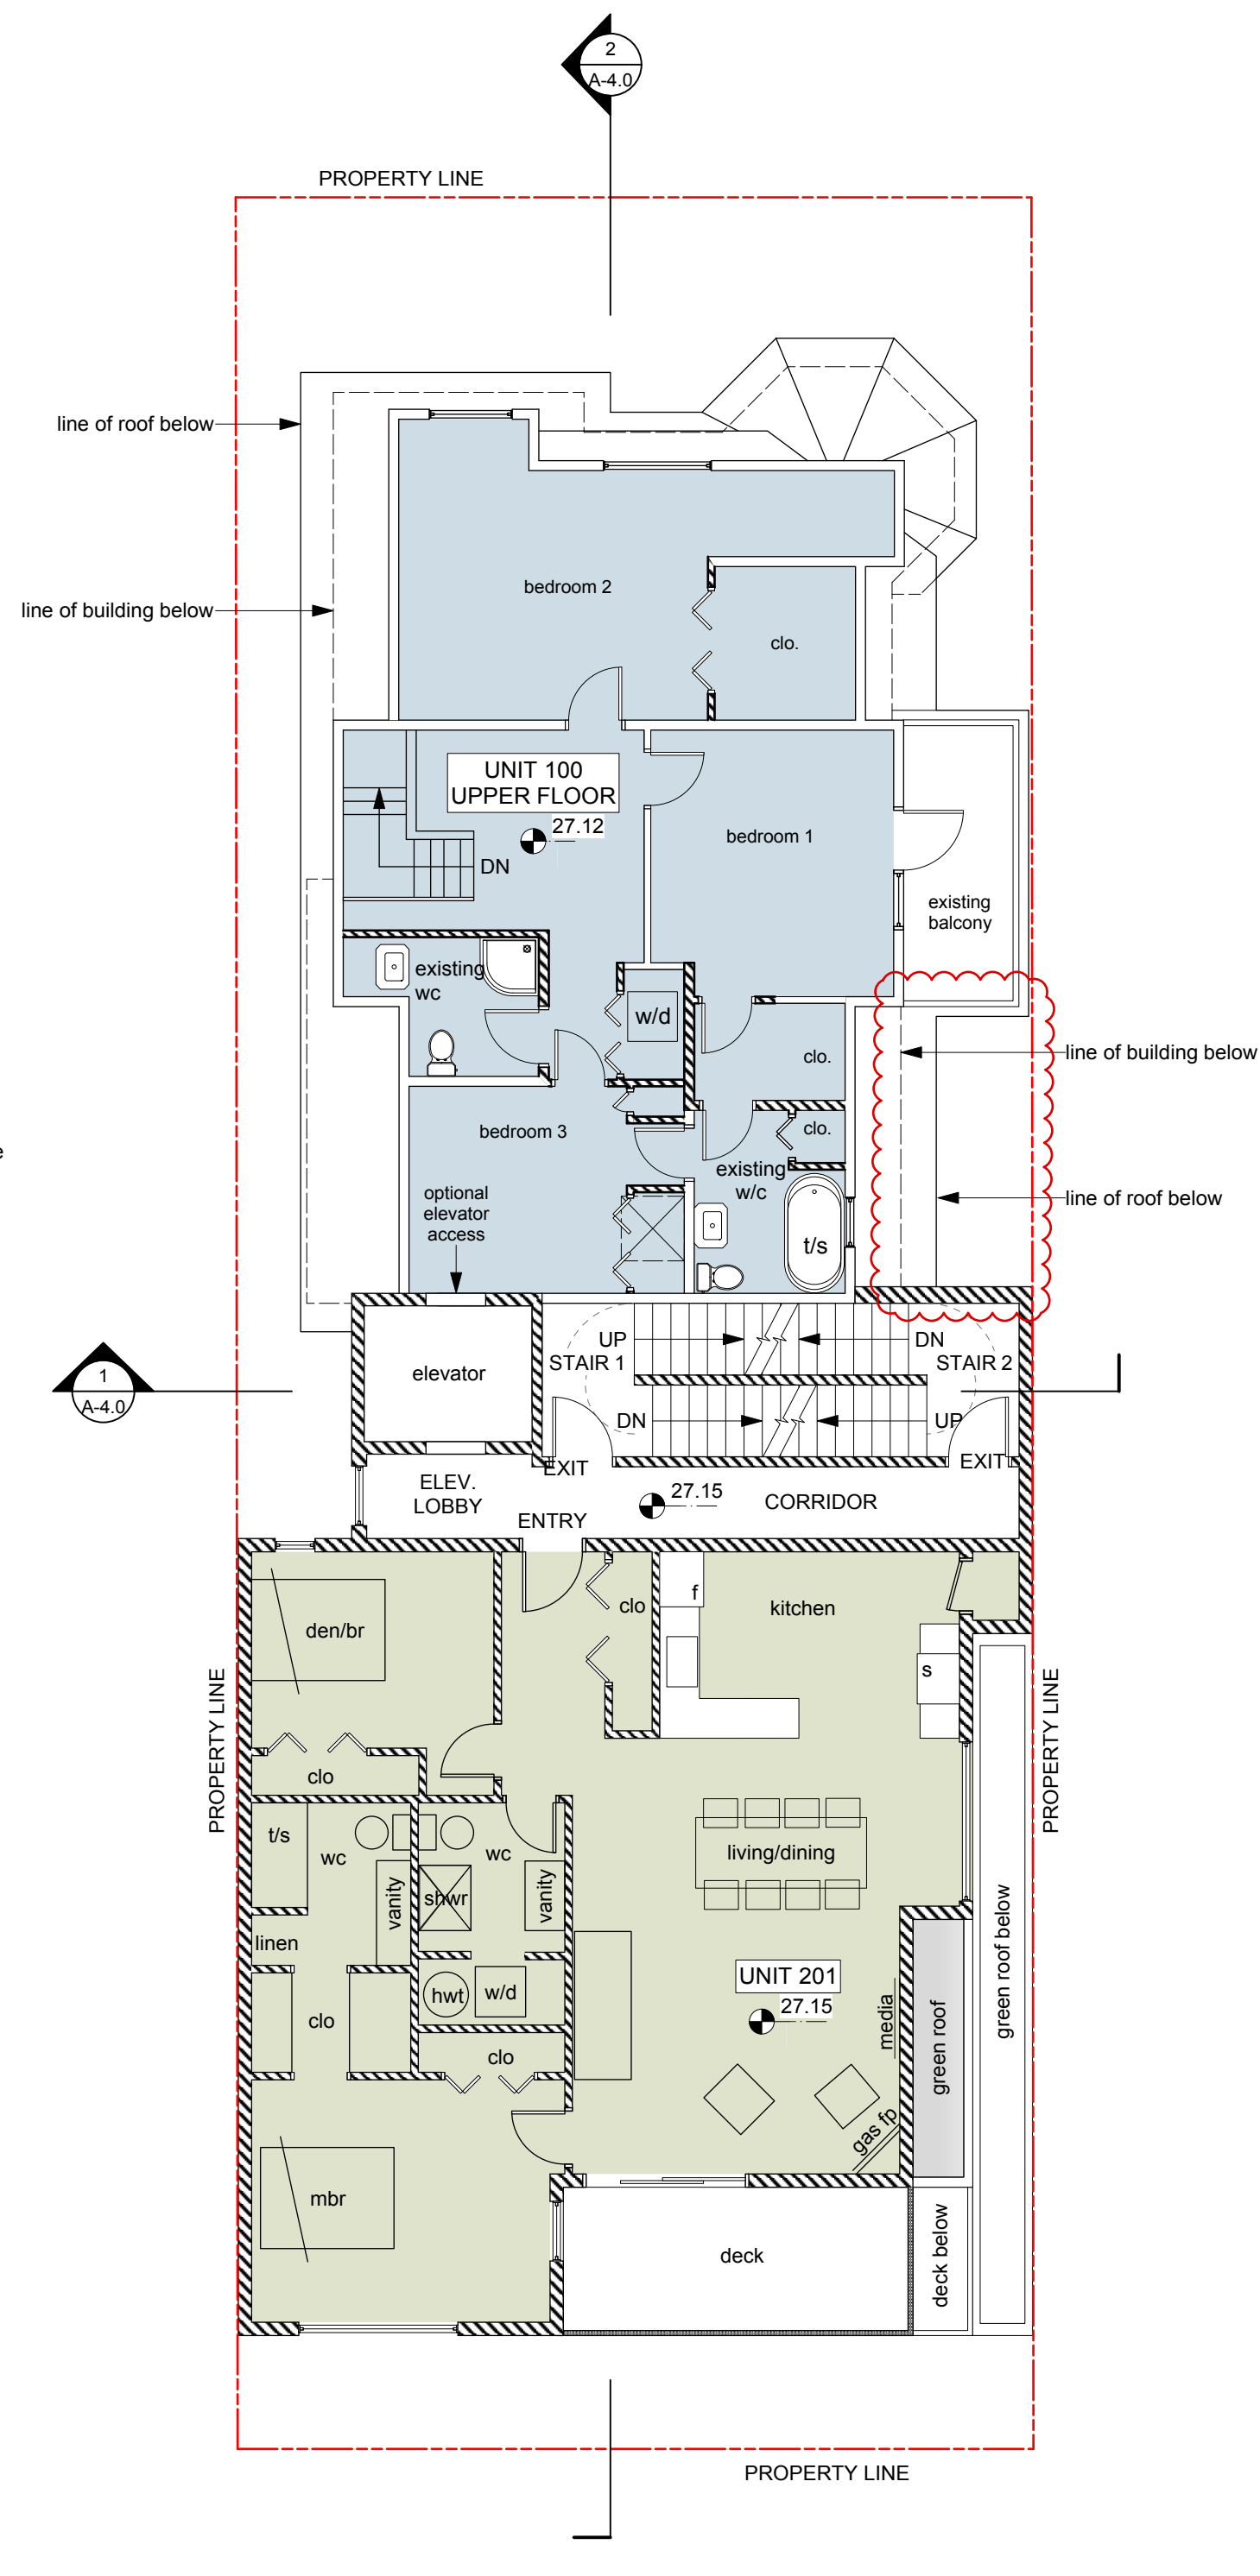 2
A-4.0
PROPERTY LINE
line of roof below
line of building below
bedroom 2
clo.
UNIT 100
UPPER FLOOR
27.12
bedroom 1
DN
existing
balcony
existing
wc
w/d
clo.
line of building below
bedroom 3
clo.
e
existing
w/c
optional
elevator
access
line of roof below
t/s
UP
DN
STAIR 1
STAIR 2
elevator
1
A-4.0
DN
UP
EXIT
EXIT
ELEV.
LOBBY
27.15
CORRIDOR
ENTRY
f
clo
kitchen
den/br
s
PROPERTY LINE
PROPERTY LINE
clo
t/s
wc
wc
living/dining
vanity
shwr
vanity
linen
UNIT 201
27.15
hwt
w/d
clo
media
green roof
green roof below
clo
gas fp
mbr
deck
deck below
PROPERTY LINE